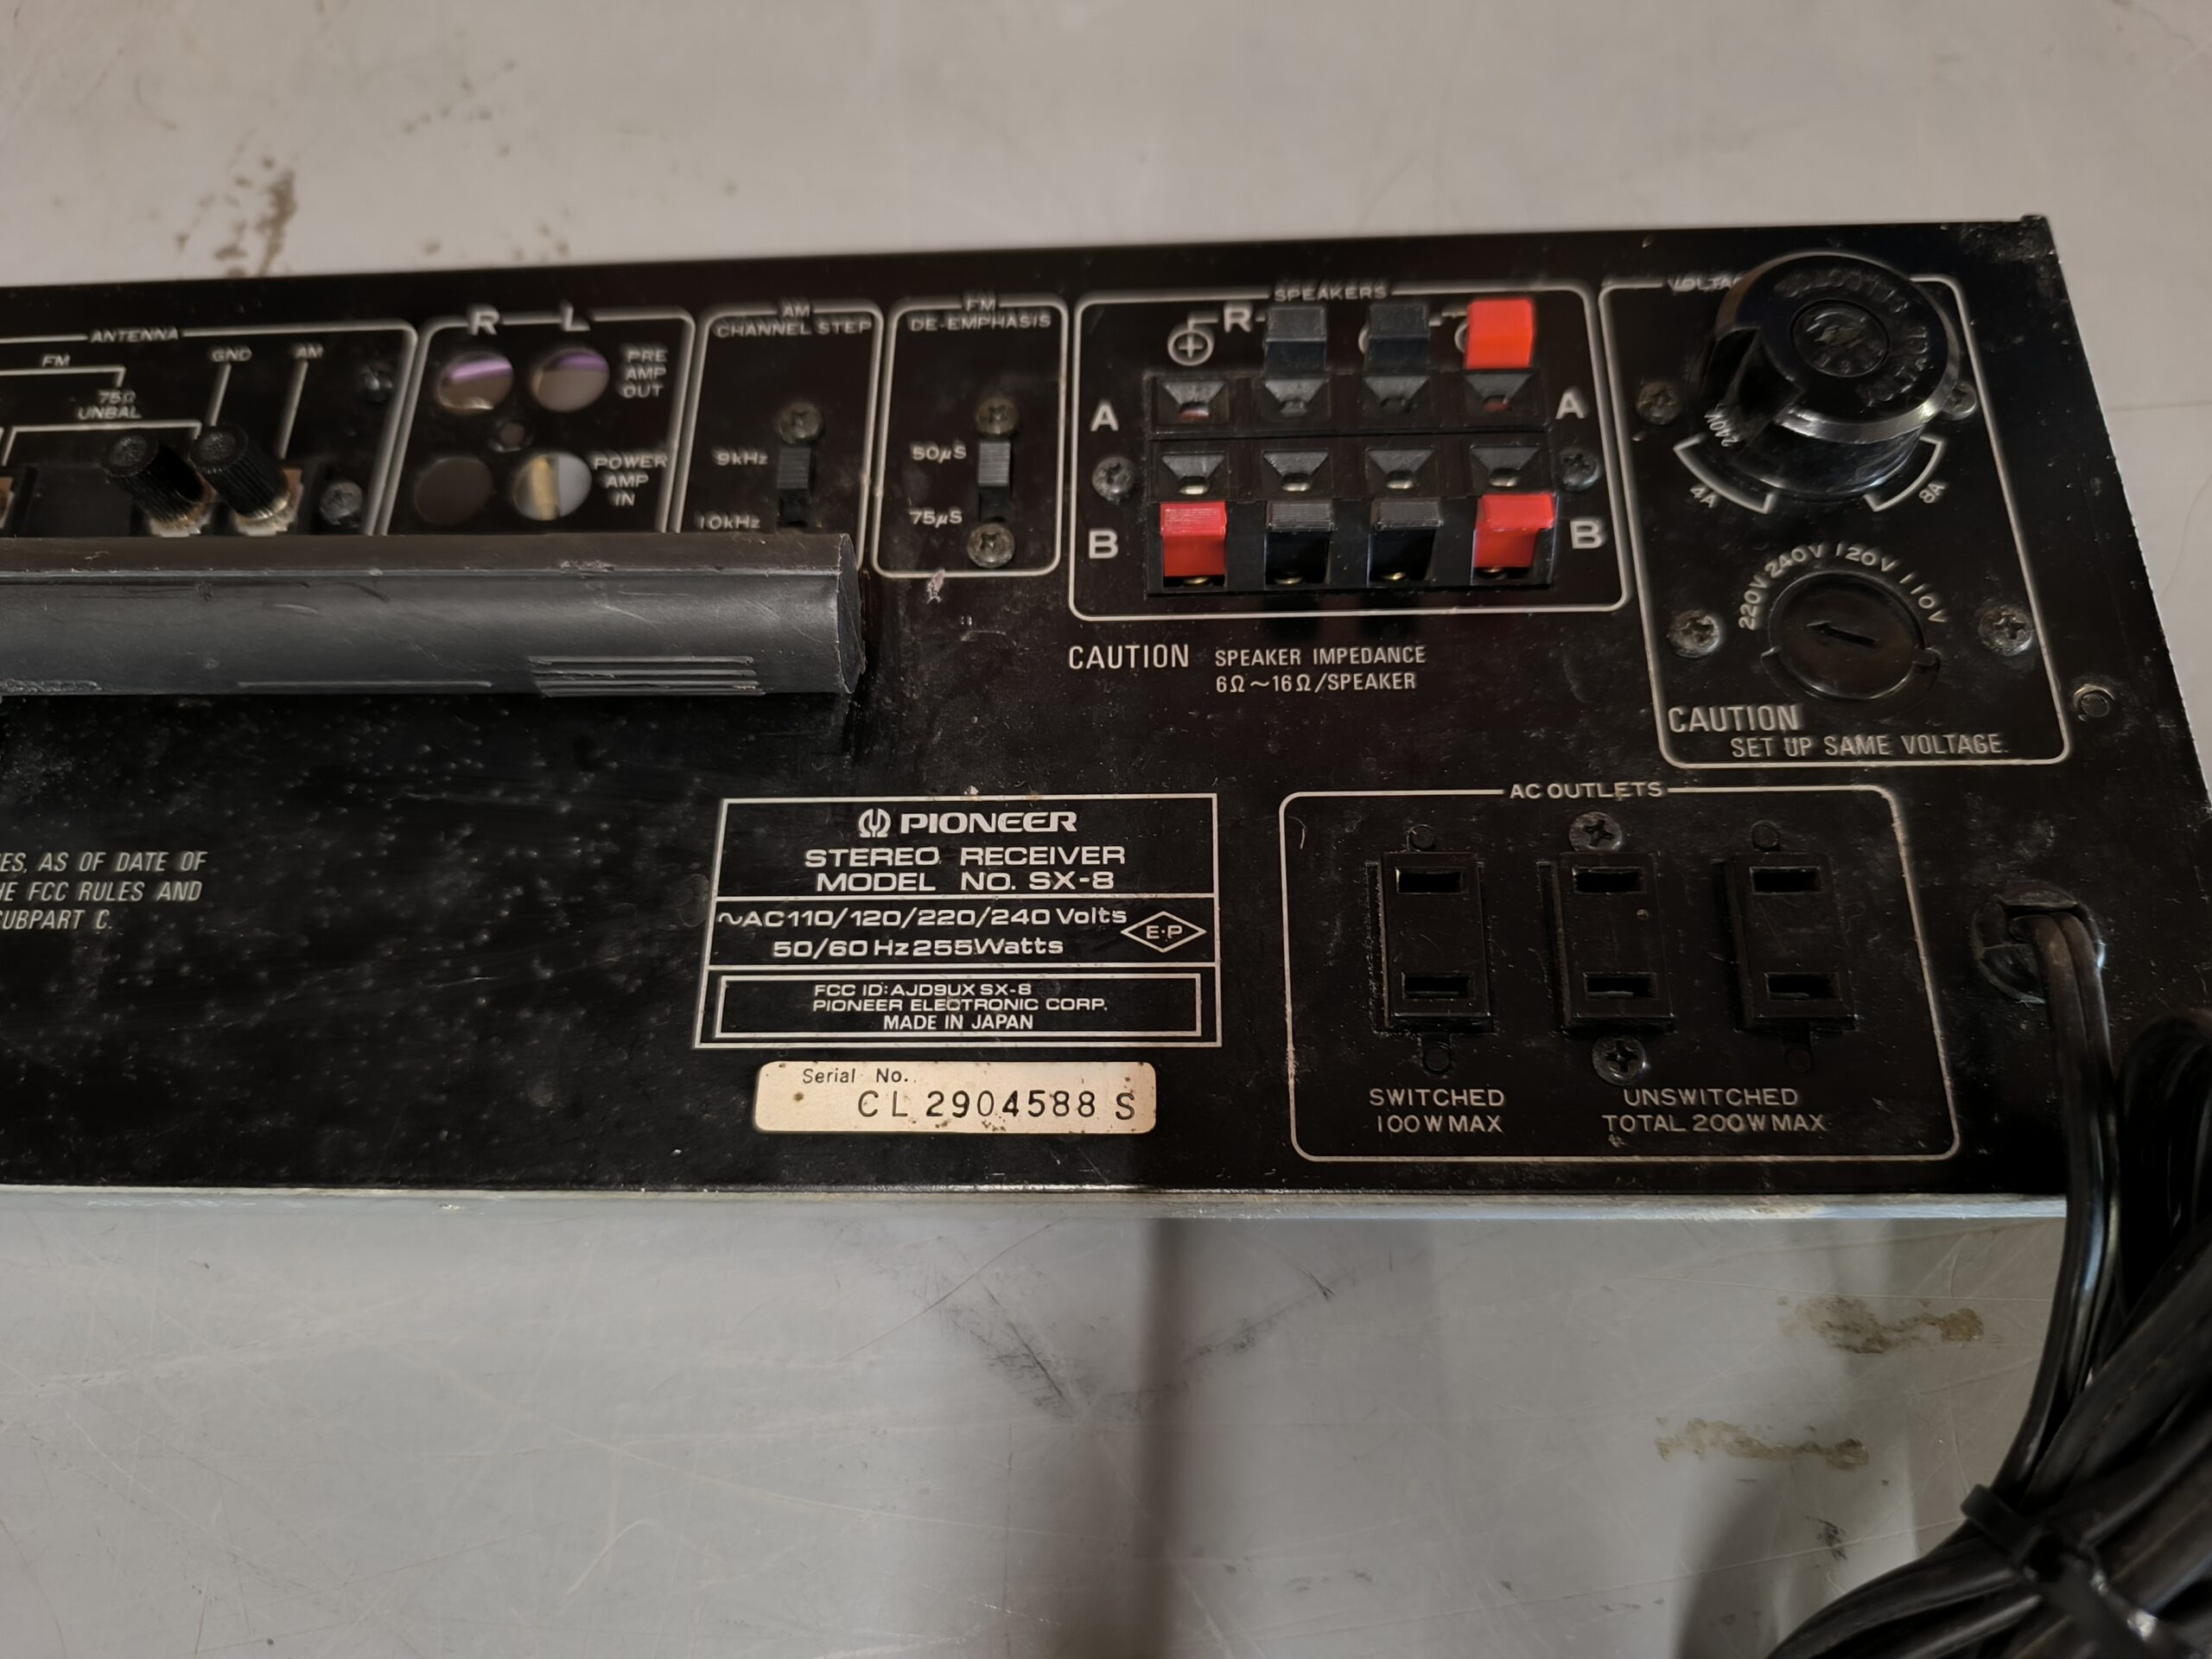 ANTENNA
FM
GND
AM
75Ω
UNBAL
R
L
PRE
AMP
OUT
POWER
AMP
IN
AM
CHANNEL STEP
9kHz
10kHz
FM
DE-EMPHASIS
50µS
75µS
SPEAKERS
R
A
A
B
B
CAUTION SPEAKER IMPEDANCE
6Ω~16Ω/SPEAKER
240V
4A
8A
220V 240V 120V 110V
CAUTION
SET UP SAME VOLTAGE.
ES, AS OF DATE OF
HE FCC RULES AND
SUBPART C.
PIONEER
STEREO RECEIVER
MODEL NO. SX-8
~AC110/120/220/240 Volts
50/60 Hz 255Watts
E·P
FCC ID: AJD9UX SX-8
PIONEER ELECTRONIC CORP.
MADE IN JAPAN
Serial No.
CL2904588S
AC OUTLETS
SWITCHED
100W MAX
UNSWITCHED
TOTAL 200W MAX